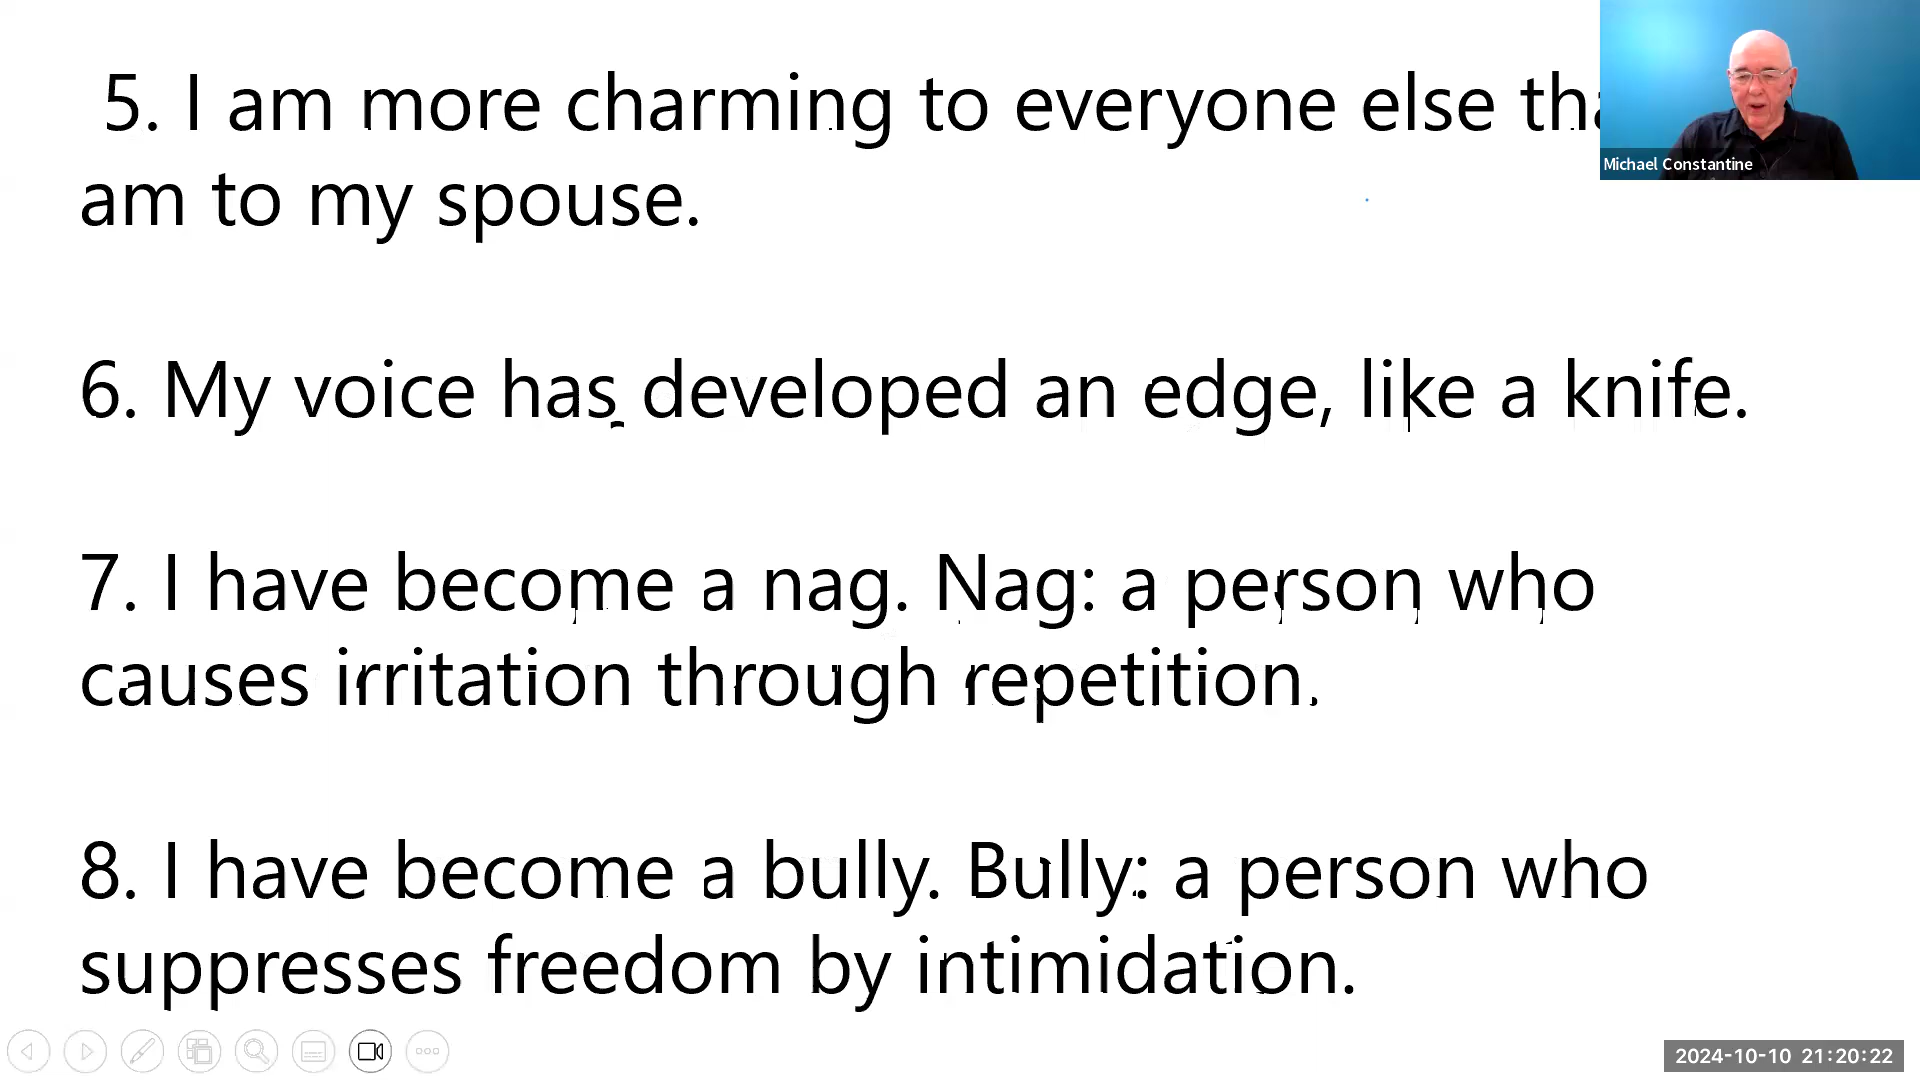 5. I am more charming to everyone else
am to my spouse.
6. My voice has developed an edge, like a knife.
7. I have become a nag. Nag: a person who
causes irritation through repetition.
8. I have become a bully. Bully: a person who
suppresses freedom by intimidation.
Michael Constantine
2024-10-10 21:20:22